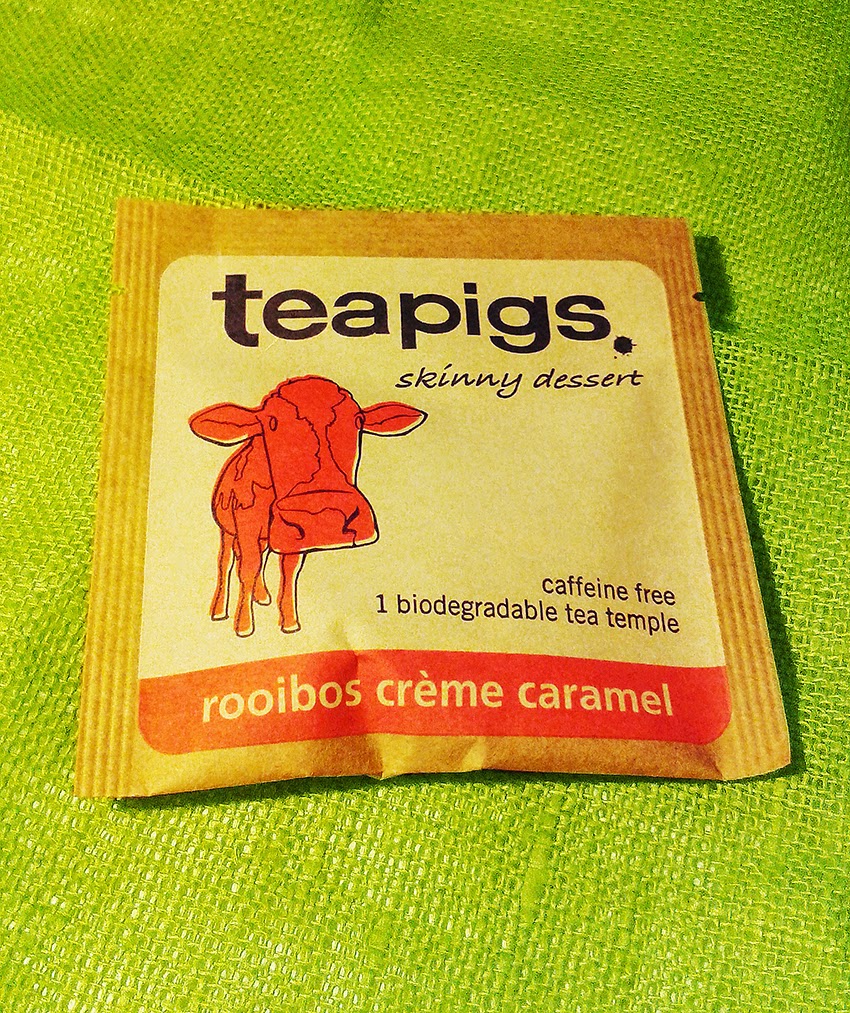 teapigs.
skinny dessert
caffeine free
1 biodegradable tea temple
rooibos crème caramel